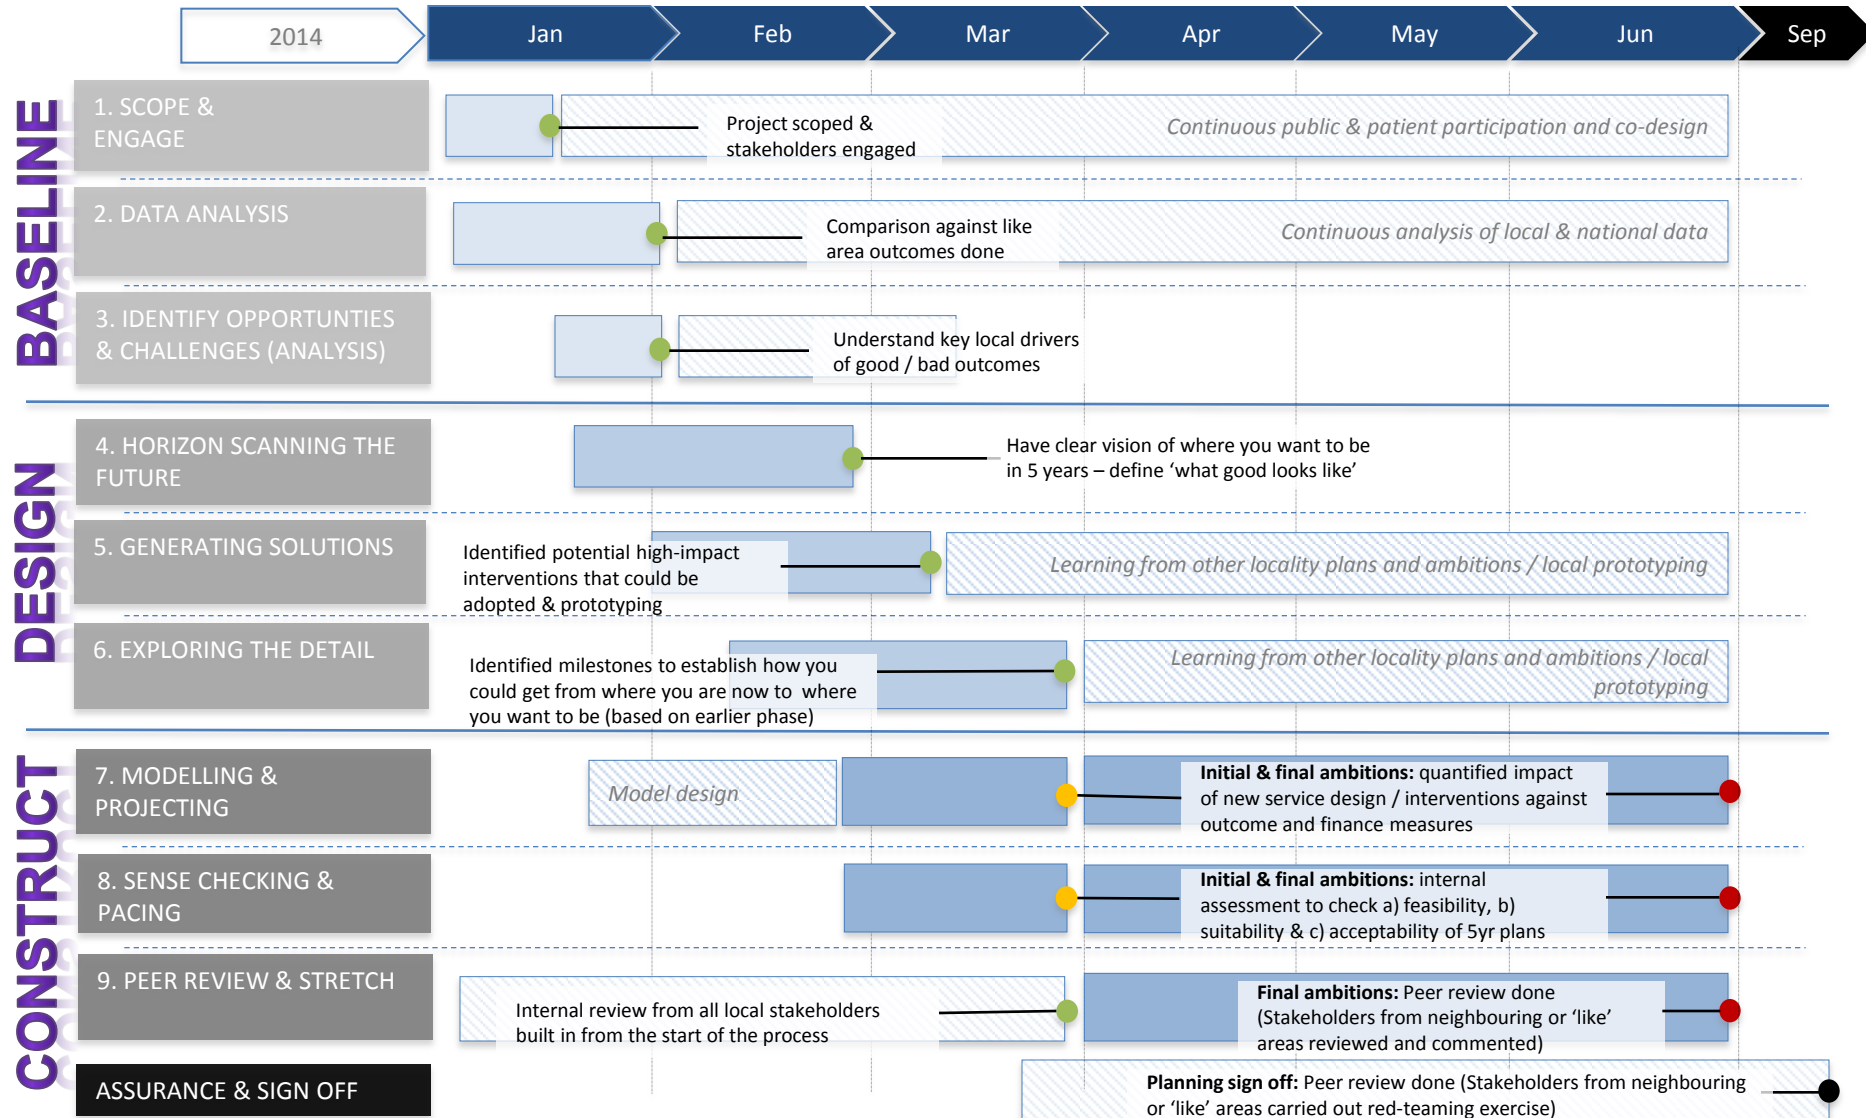 2014
Jan
Feb
Mar
Apr
May
Jun
Sep
BASELINE
1. SCOPE &
ENGAGE
Project scoped &
stakeholders engaged
Continuous public & patient participation and co-design
2. DATA ANALYSIS
Comparison against like
area outcomes done
Continuous analysis of local & national data
3. IDENTIFY OPPORTUNTIES
& CHALLENGES (ANALYSIS)
Understand key local drivers
of good / bad outcomes
DESIGN
4. HORIZON SCANNING THE
FUTURE
Have clear vision of where you want to be
in 5 years – define ‘what good looks like’
5. GENERATING SOLUTIONS
Identified potential high-impact
interventions that could be
adopted & prototyping
Learning from other locality plans and ambitions / local prototyping
6. EXPLORING THE DETAIL
Identified milestones to establish how you
could get from where you are now to where
you want to be (based on earlier phase)
Learning from other locality plans and ambitions / local
prototyping
CONSTRUCT
7. MODELLING &
PROJECTING
Model design
Initial & final ambitions: quantified impact
of new service design / interventions against
outcome and finance measures
8. SENSE CHECKING &
PACING
Initial & final ambitions: internal
assessment to check a) feasibility, b)
suitability & c) acceptability of 5yr plans
9. PEER REVIEW & STRETCH
Internal review from all local stakeholders
built in from the start of the process
Final ambitions: Peer review done
(Stakeholders from neighbouring or ‘like’
areas reviewed and commented)
ASSURANCE & SIGN OFF
Planning sign off: Peer review done (Stakeholders from neighbouring
or ‘like’ areas carried out red-teaming exercise)